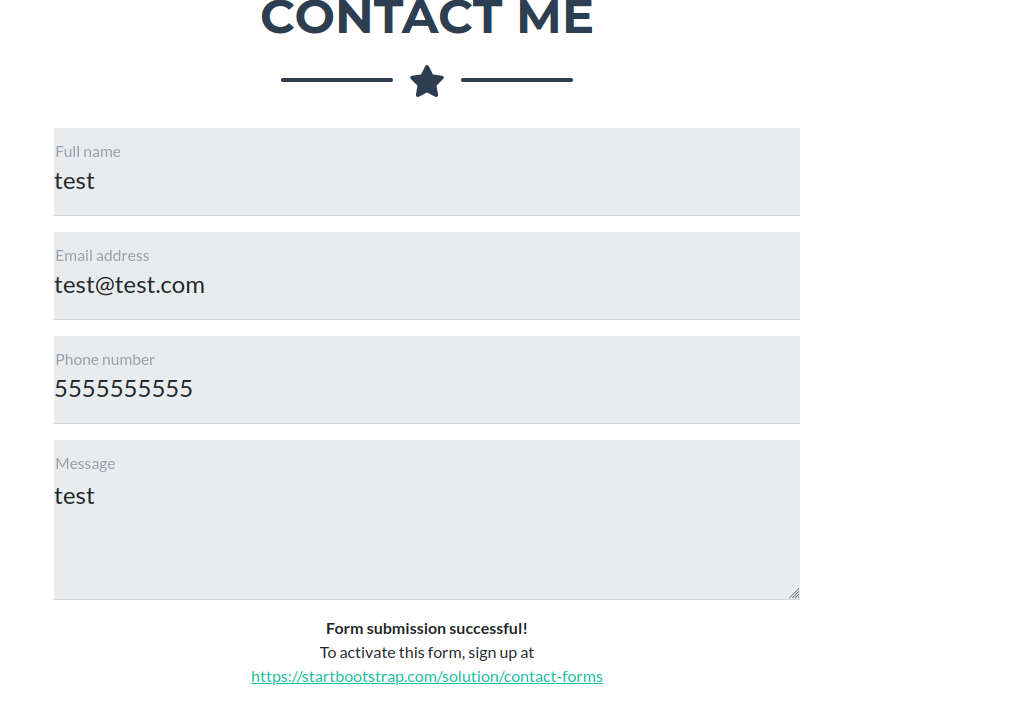 CONTACT ME
Full name
test
Email address
test@test.com
Phone number
5555555555
Message
test
Form submission successful!
To activate this form, sign up at
https://startbootstrap.com/solution/contact-forms